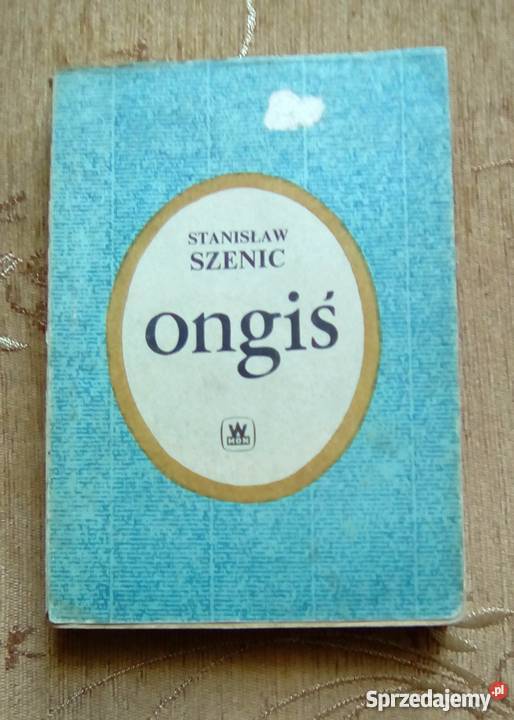 STANISŁAW
SZENIC
ongiś
W
MON
Sprzedajemy.pl